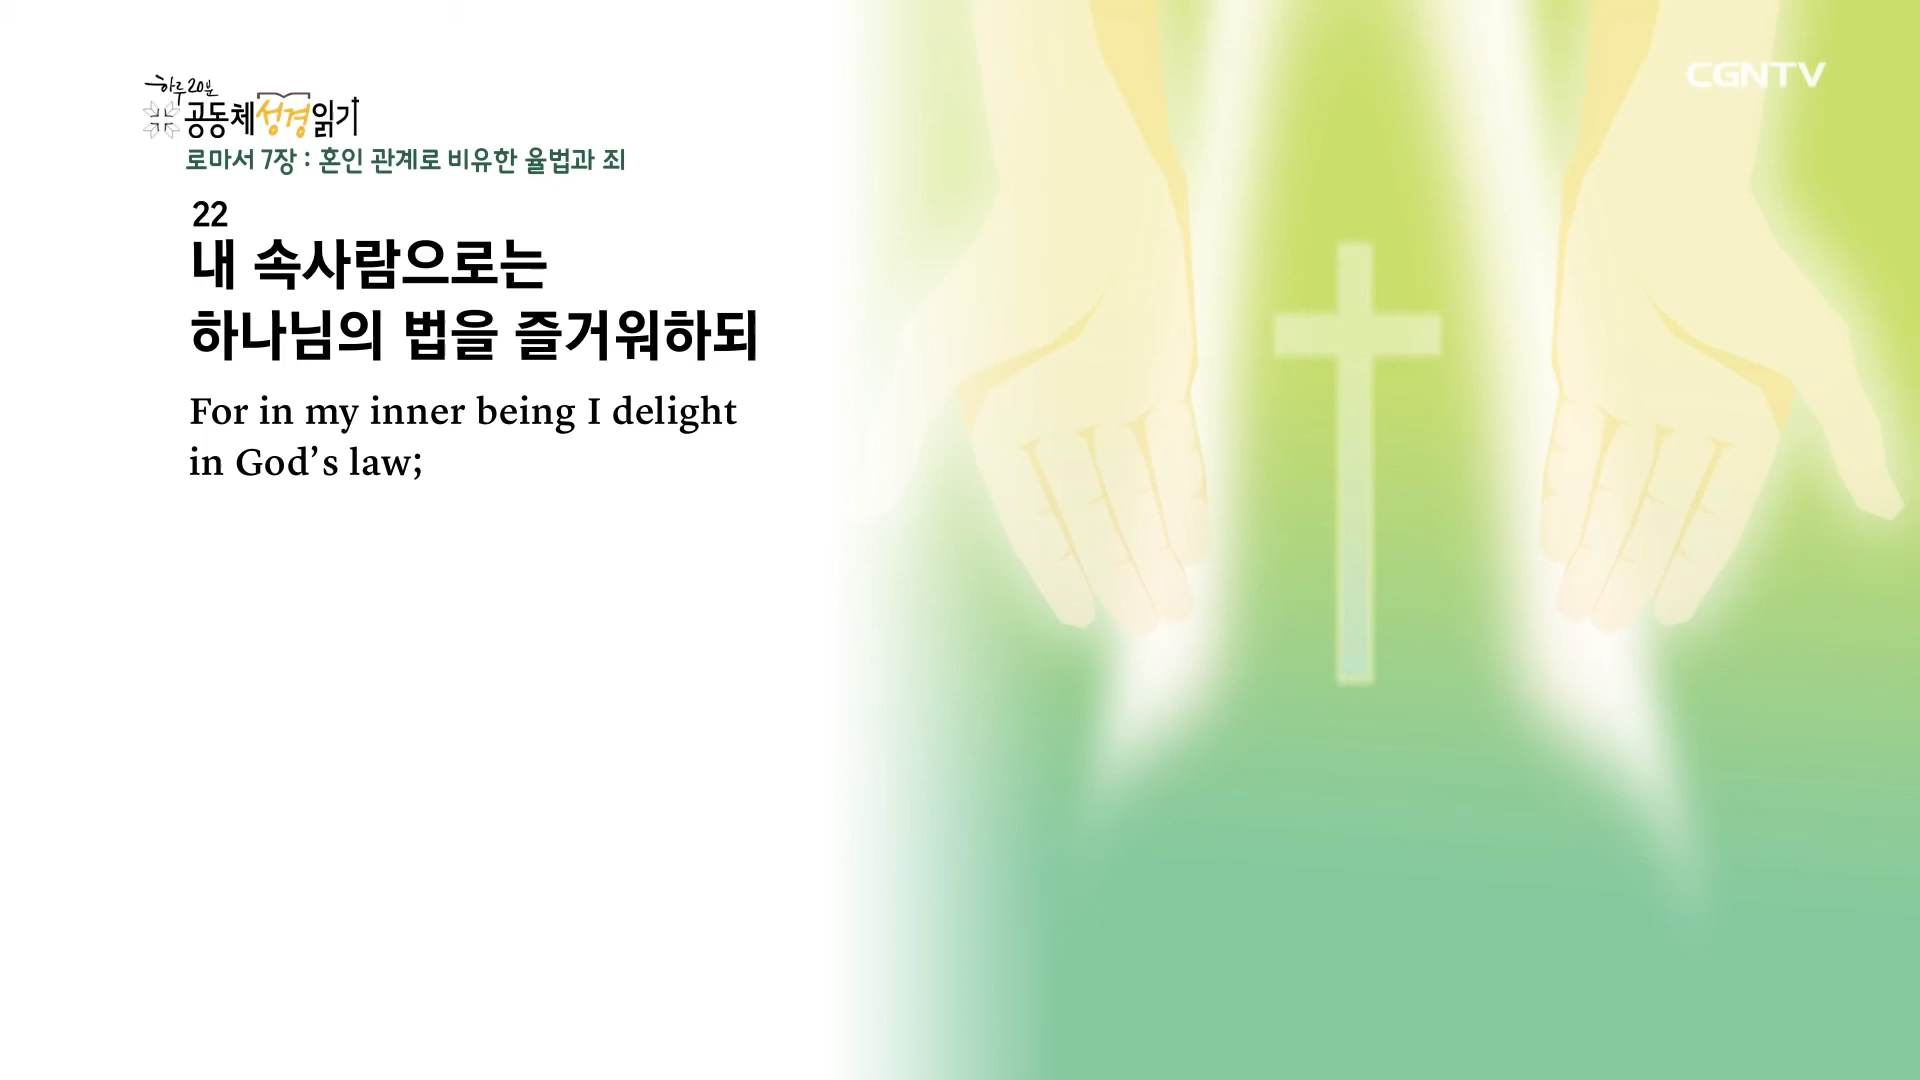 하루 20분
공동체성경읽기
CGNTV
로마서 7장 : 혼인 관계로 비유한 율법과 죄
22
내 속사람으로는
하나님의 법을 즐거워하되
For in my inner being I delight
in God’s law;